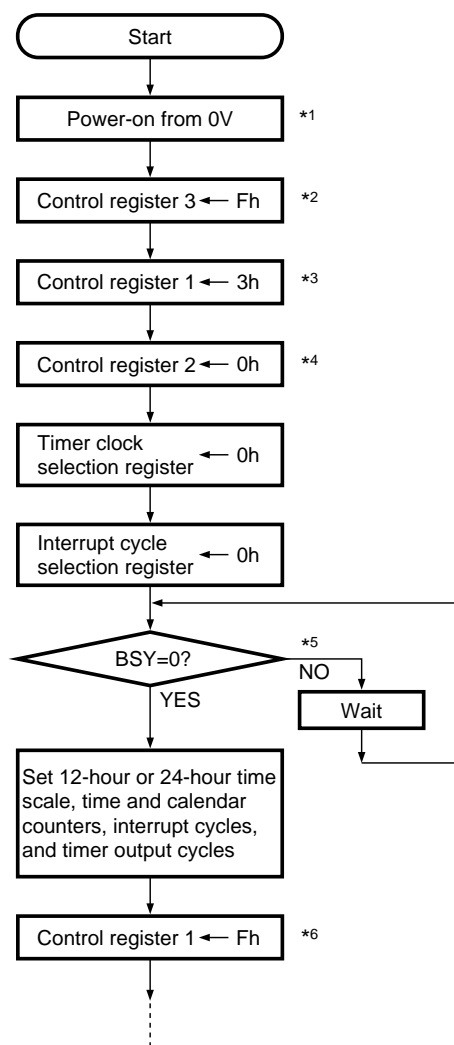 Start
Power-on from 0V *1
Control register 3 ← Fh *2
Control register 1 ← 3h *3
Control register 2 ← 0h *4
Timer clock
selection register ← 0h
Interrupt cycle
selection register ← 0h
BSY=0? *5
NO
YES
Wait
Set 12-hour or 24-hour time
scale, time and calendar
counters, interrupt cycles,
and timer output cycles
Control register 1 ← Fh *6